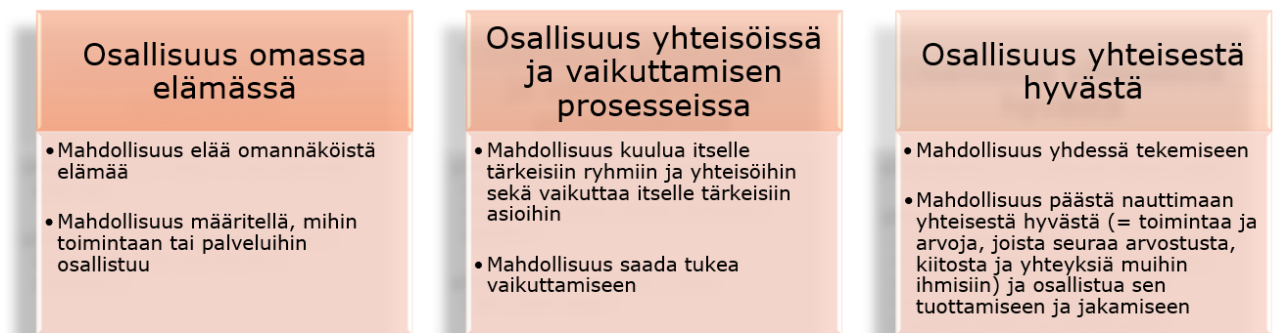 Osallisuus omassa
elämässä
• Mahdollisuus elää omannäköistä
elämää
• Mahdollisuus määritellä, mihin
toimintaan tai palveluihin
osallistuu
Osallisuus yhteisöissä
ja vaikuttamisen
prosesseissa
• Mahdollisuus kuulua itselle
tärkeisiin ryhmiin ja yhteisöihin
sekä vaikuttaa itselle tärkeisiin
asioihin
• Mahdollisuus saada tukea
vaikuttamiseen
Osallisuus yhteisestä
hyvästä
• Mahdollisuus yhdessä tekemiseen
• Mahdollisuus päästä nauttimaan
yhteisestä hyvästä (= toimintaa ja
arvoja, joista seuraa arvostusta,
kiitosta ja yhteyksiä muihin
ihmisiin) ja osallistua sen
tuottamiseen ja jakamiseen